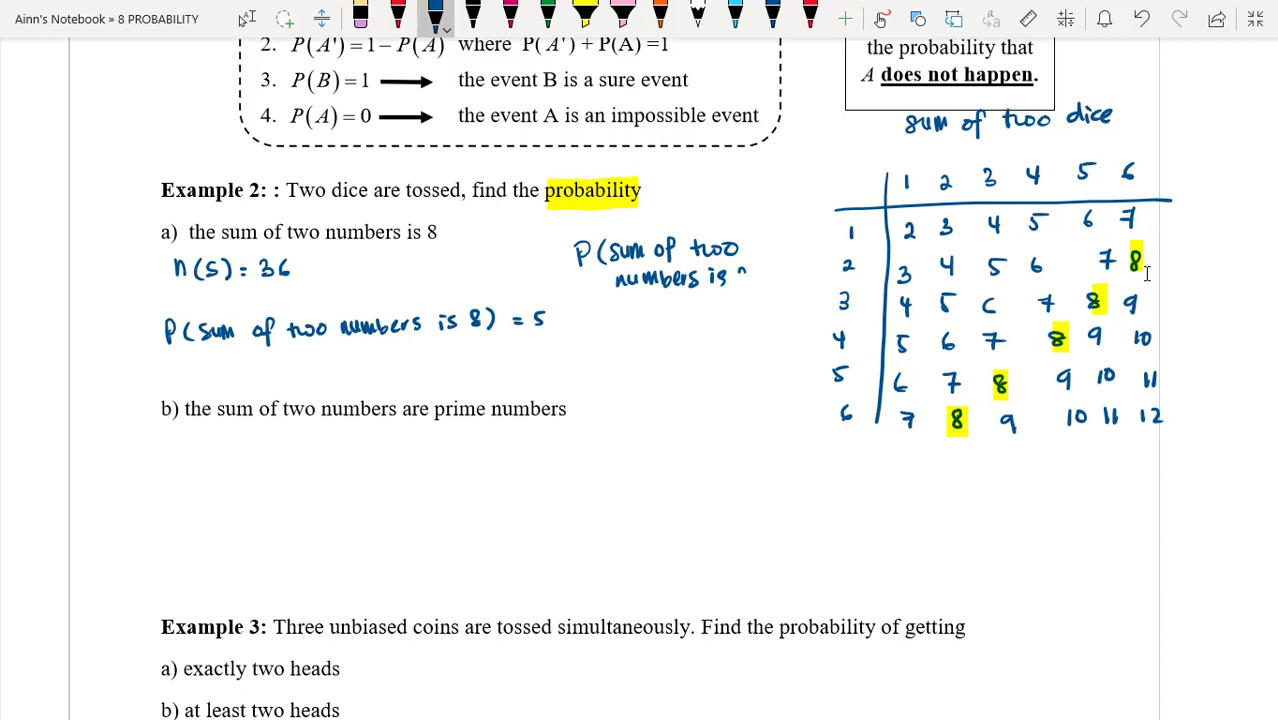 Ainn's Notebook » 8 PROBABILITY
2. P(A')=1−P(A) where P(A')+P(A)=1
3. P(B)=1 → the event B is a sure event
4. P(A)=0 → the event A is an impossible event
the probability that
A does not happen.
sum of two dice
Example 2: : Two dice are tossed, find the probability
a) the sum of two numbers is 8
n(S) = 36
P(sum of two numbers is 8) = 5
P(sum of two
numbers is
1 2 3 4 5 6
1 2 3 4 5 6 7
2 3 4 5 6 7 8
3 4 5 6 7 8 9
4 5 6 7 8 9 10
5 6 7 8 9 10 11
6 7 8 9 10 11 12
b) the sum of two numbers are prime numbers
Example 3: Three unbiased coins are tossed simultaneously. Find the probability of getting
a) exactly two heads
b) at least two heads